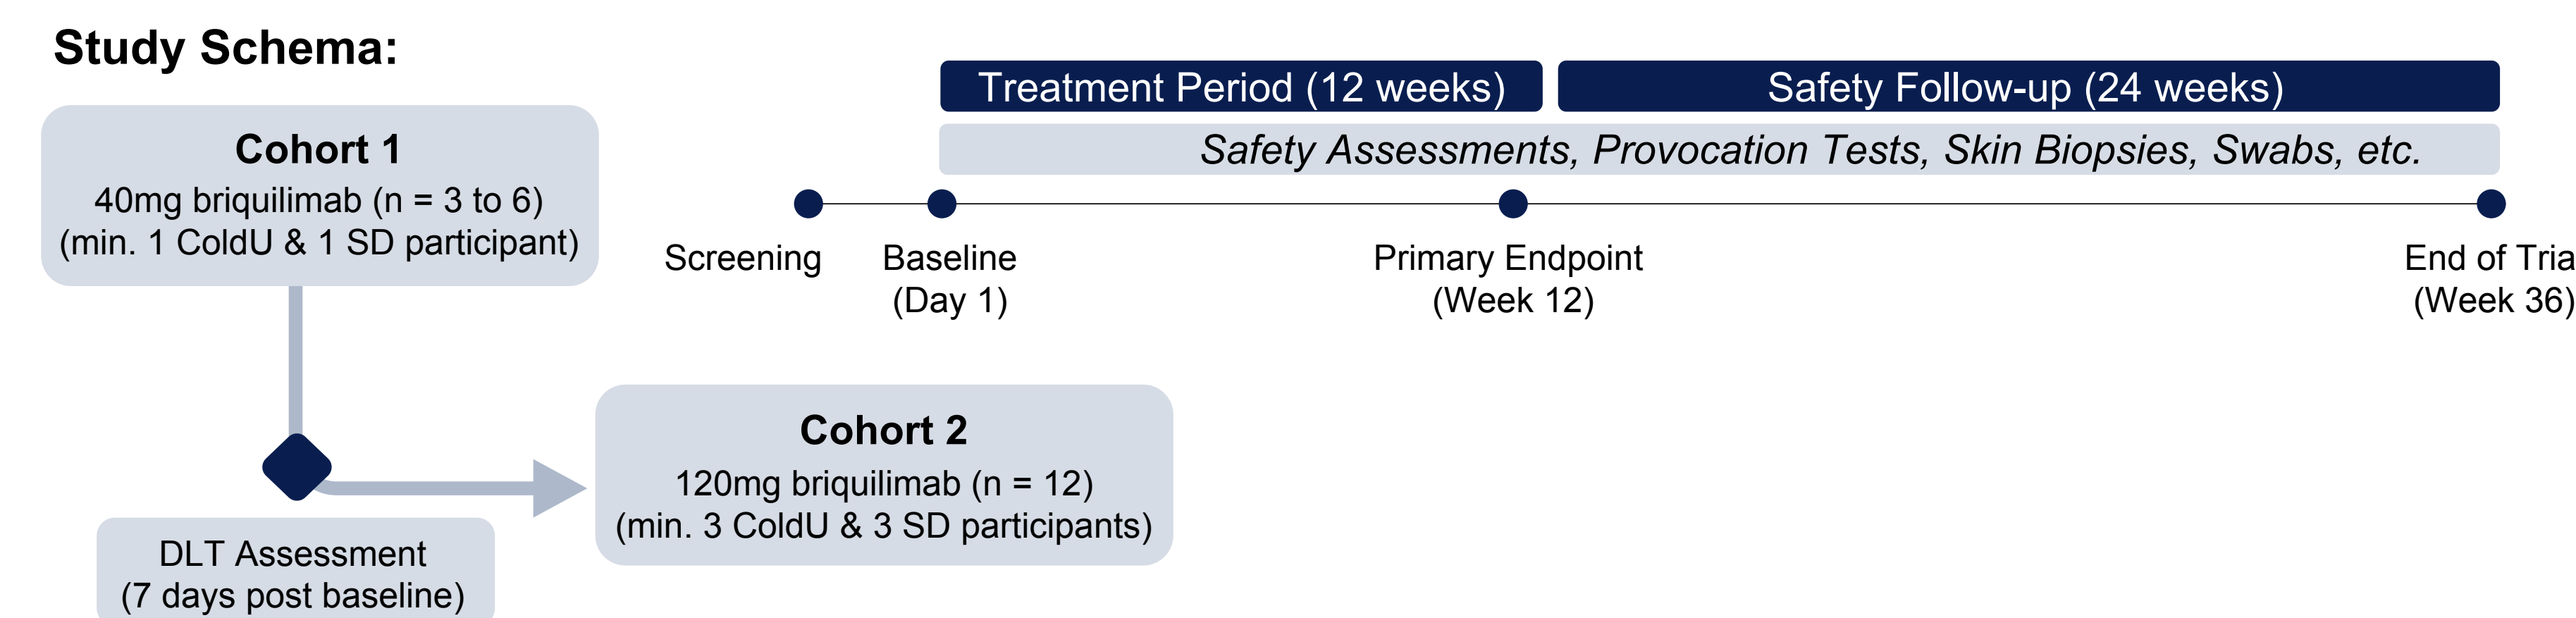 Study Schema:
Cohort 1
40mg briquilimab (n = 3 to 6)
(min. 1 ColdU & 1 SD participant)
DLT Assessment
(7 days post baseline)
Cohort 2
120mg briquilimab (n = 12)
(min. 3 ColdU & 3 SD participants)
Treatment Period (12 weeks)
Safety Follow-up (24 weeks)
Safety Assessments, Provocation Tests, Skin Biopsies, Swabs, etc.
Screening
Baseline
(Day 1)
Primary Endpoint
(Week 12)
End of Tria
(Week 36)